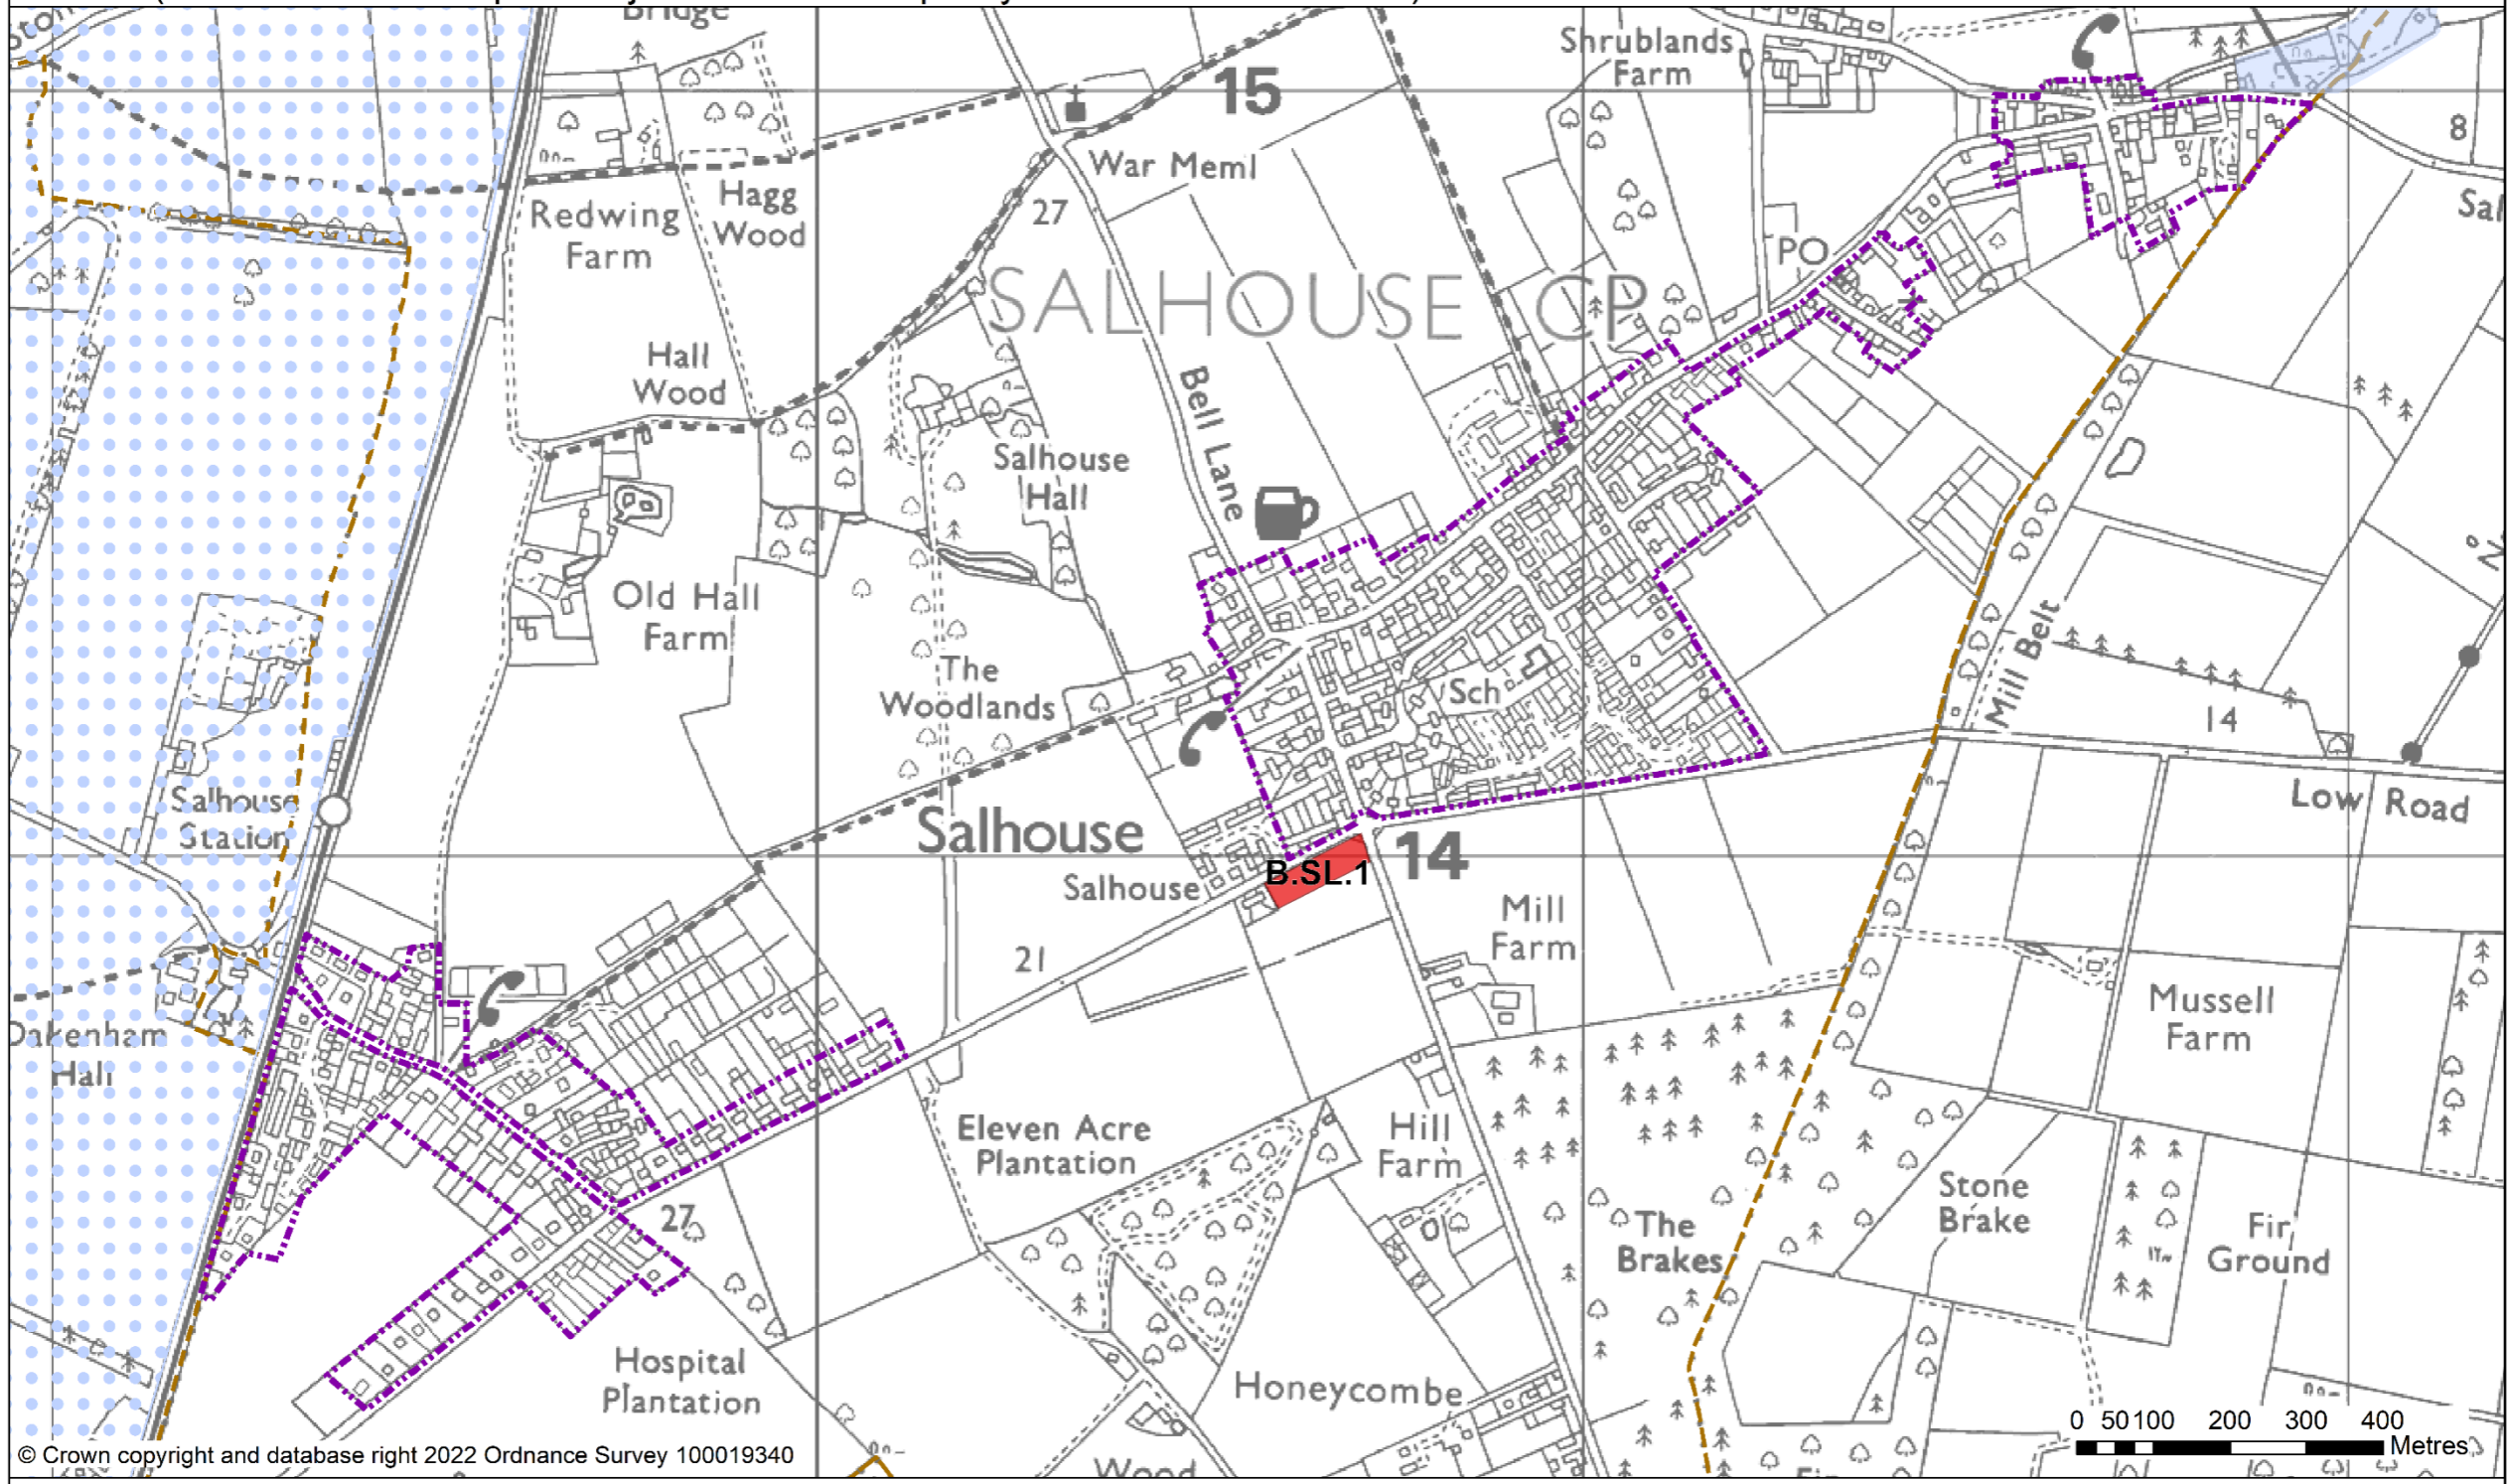 Bridge
Shrublands
Farm
15
War Meml
8
Hagg
Wood
Redwing
Farm
27
PO
SALHOUSE CP
Hall
Wood
Bell Lane
Salhouse
Hall
Old Hall
Farm
The
Woodlands
Sch
Mill Belt
14
Salhouse
Station
Low Road
Salhouse
14
B.SL.1
Salhouse
Mill
Farm
21
Mussell
Farm
Oakenham
Hall
Eleven Acre
Plantation
Hill
Farm
27
Stone
Brake
The
Brakes
Fir
Ground
Hospital
Plantation
Honeycombe
0 50 100 200 300 400
Metres
© Crown copyright and database right 2022 Ordnance Survey 100019340
Wood